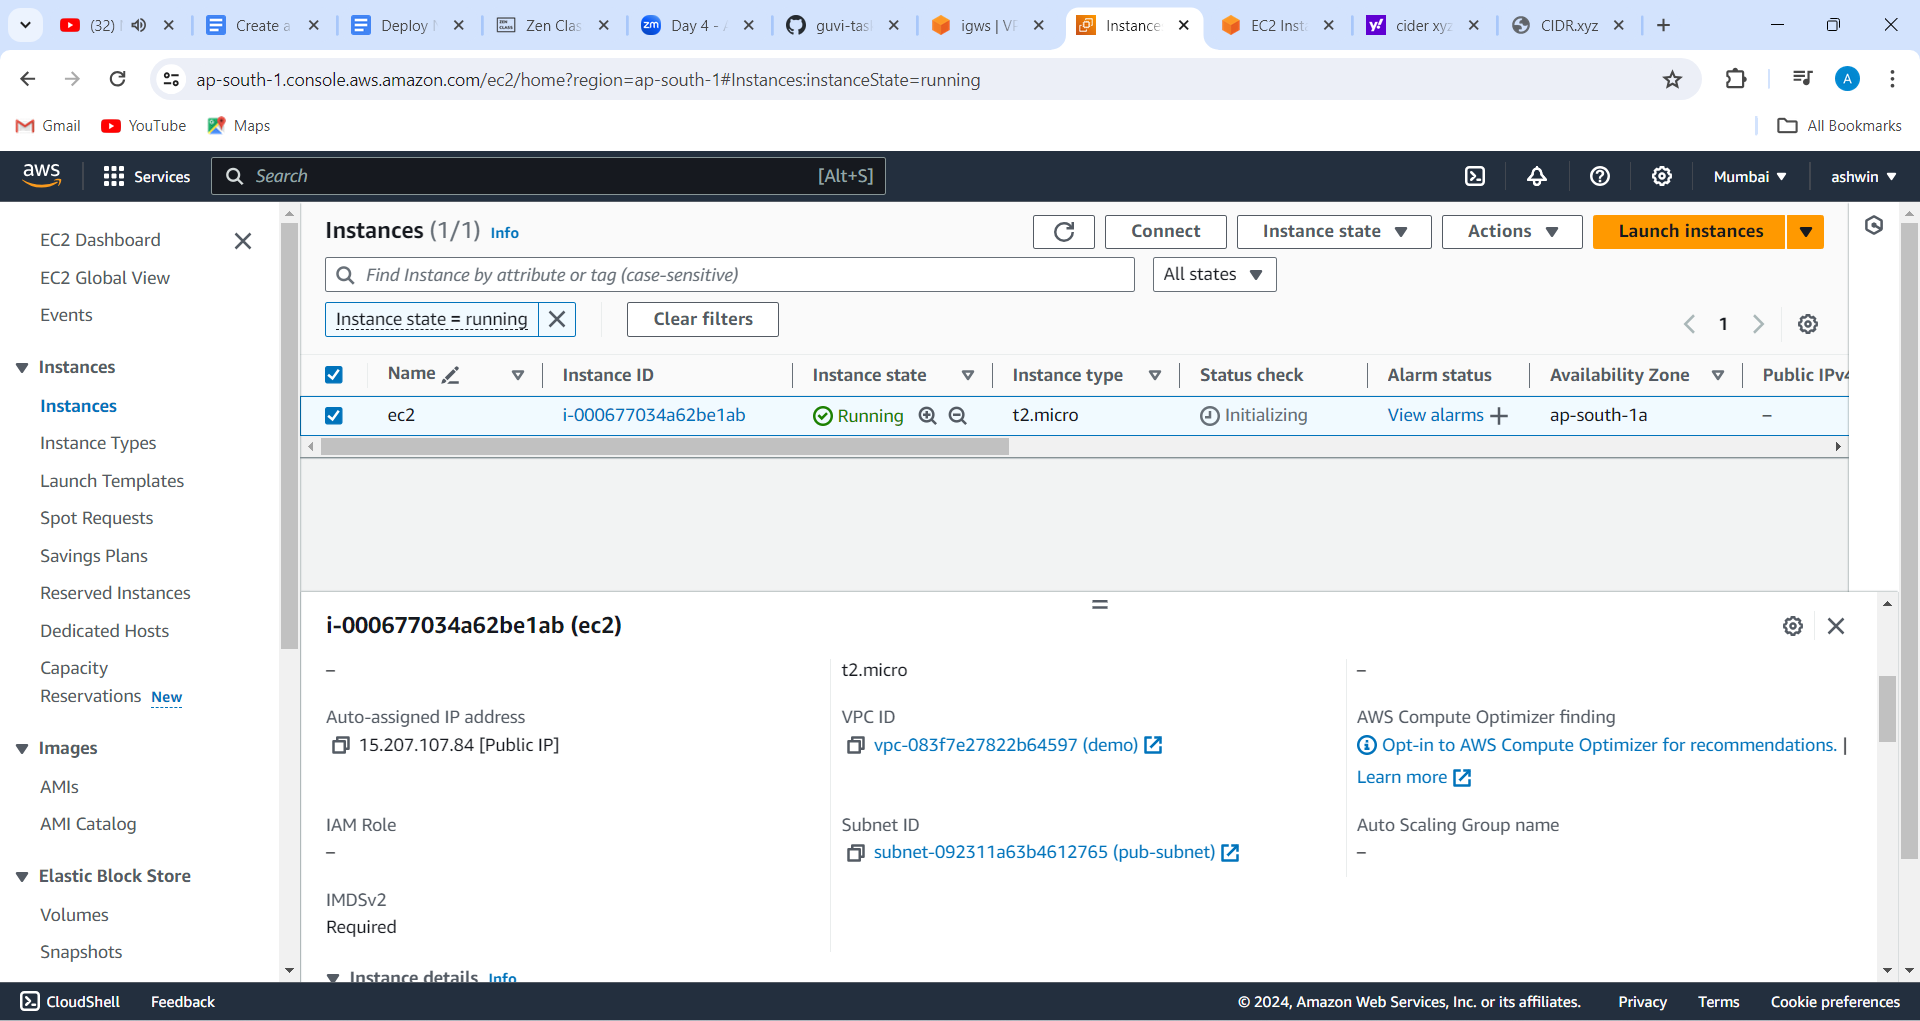 (32)
Create a
Deploy
Zen Clas
zm
Day 4 -
guvi-tas
igws | VP
Instance
EC2 Inst
cider xyz
CIDR.xyz
ap-south-1.console.aws.amazon.com/ec2/home?region=ap-south-1#Instances:instanceState=running
A
Gmail
YouTube
Maps
All Bookmarks
aws
Services
Search
[Alt+S]
Mumbai
ashwin
EC2 Dashboard
EC2 Global View
Events
Instances
Instances
Instance Types
Launch Templates
Spot Requests
Savings Plans
Reserved Instances
Dedicated Hosts
Capacity
Reservations New
Images
AMIs
AMI Catalog
Elastic Block Store
Volumes
Snapshots
Instances (1/1) Info
Connect
Instance state
Actions
Launch instances
Find Instance by attribute or tag (case-sensitive)
All states
Instance state = running
Clear filters
1
Name Instance ID Instance state Instance type Status check Alarm status Availability Zone Public IPv4
ec2 i-000677034a62be1ab Running t2.micro Initializing View alarms + ap-south-1a –
i-000677034a62be1ab (ec2)
–
t2.micro
–
Auto-assigned IP address
15.207.107.84 [Public IP]
VPC ID
vpc-083f7e27822b64597 (demo)
AWS Compute Optimizer finding
Opt-in to AWS Compute Optimizer for recommendations. |
Learn more
IAM Role
–
Subnet ID
subnet-092311a63b4612765 (pub-subnet)
Auto Scaling Group name
–
IMDSv2
Required
Instance details Info
CloudShell
Feedback
© 2024, Amazon Web Services, Inc. or its affiliates.
Privacy
Terms
Cookie preferences